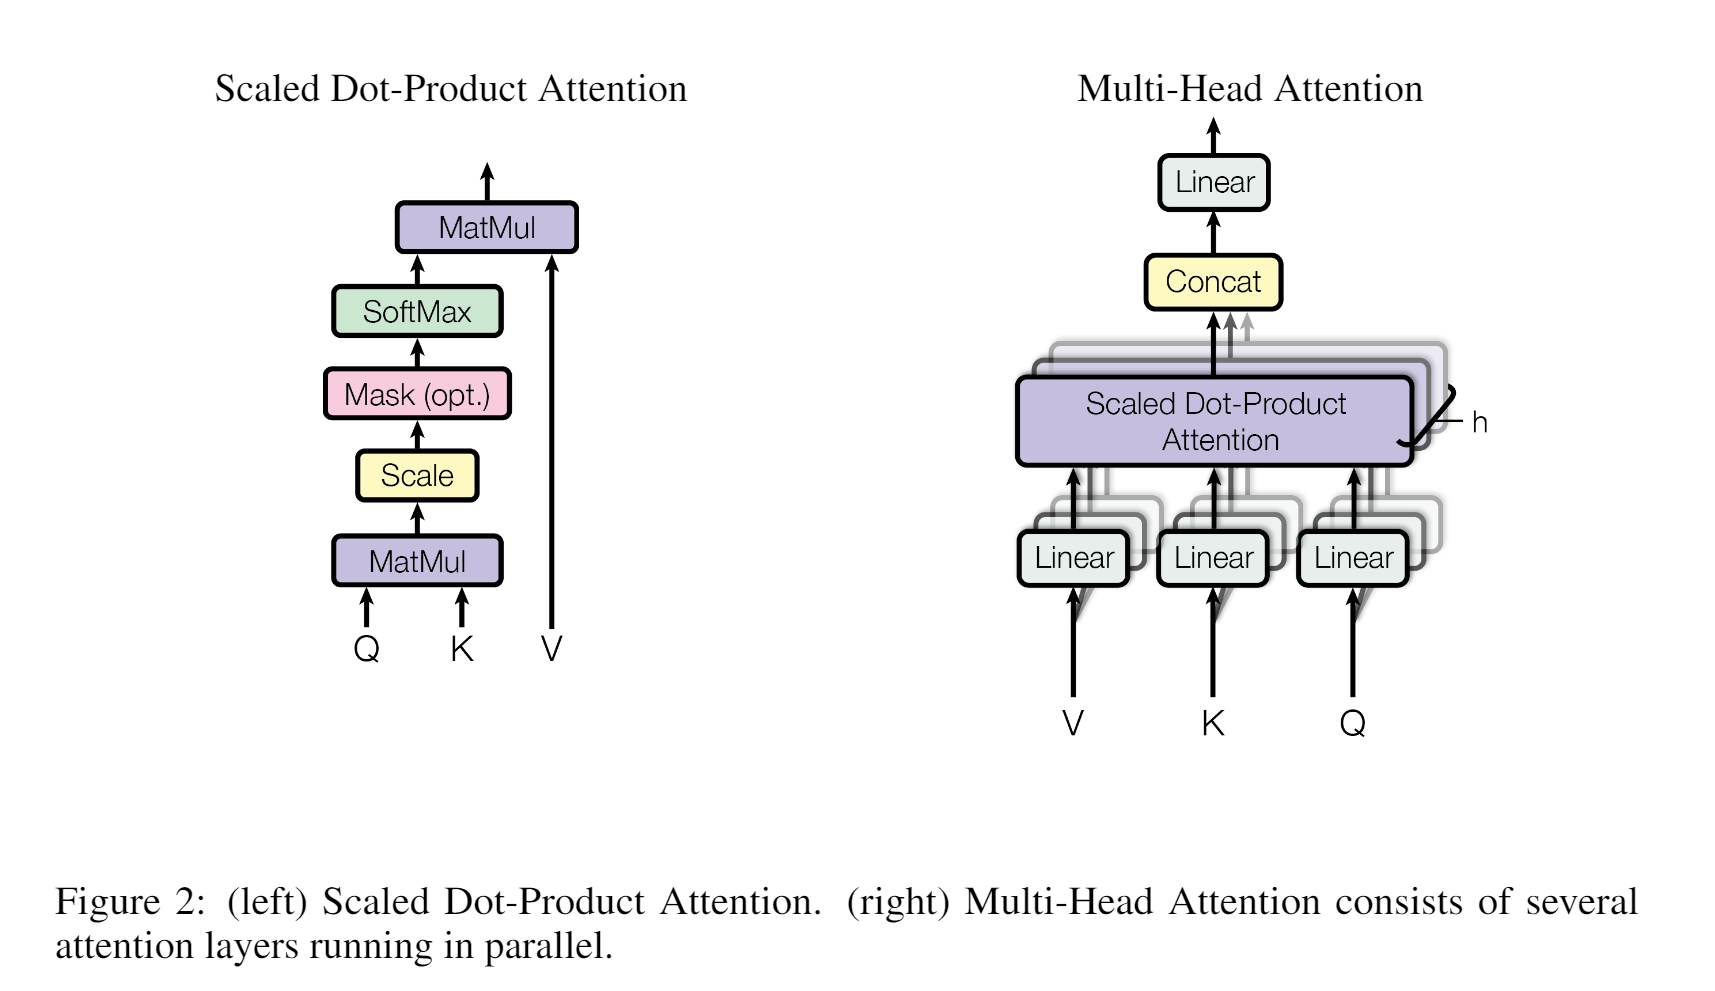 Scaled Dot-Product Attention
MatMul
SoftMax
Mask (opt.)
Scale
MatMul
Q K V
Multi-Head Attention
Linear
Concat
Scaled Dot-Product
Attention
h
Linear Linear Linear
V K Q
Figure 2: (left) Scaled Dot-Product Attention. (right) Multi-Head Attention consists of several
attention layers running in parallel.